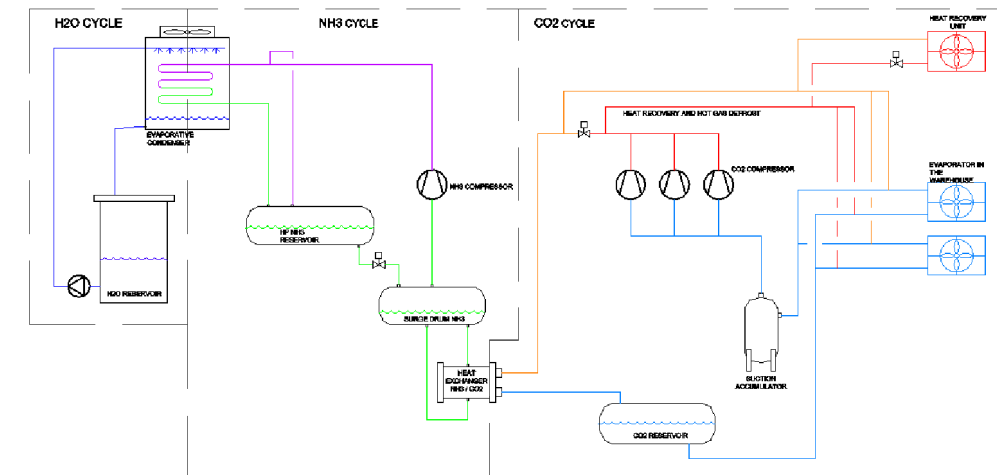 H2O CYCLE
NH3 CYCLE
CO2 CYCLE
HEAT RECOVERY
UNIT
HEAT RECOVERY AND HOT GAS DEFROST
EVAPORATIVE
CONDENSER
NH3 COMPRESSOR
CO2 COMPRESSOR
EVAPORATOR IN
THE
WAREHOUSE
HP NH3
RESERVOIR
H2O RESERVOIR
SURGE DRUM NH3
HEAT
EXCHANGER
NH3 / CO2
SUCTION
ACCUMULATOR
CO2 RESERVOIR